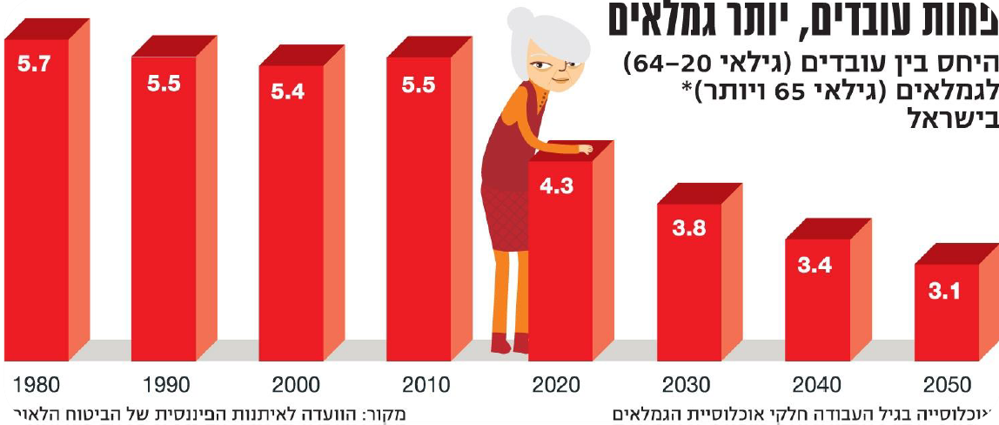 פחות עובדים, יותר גמלאים
היחס בין עובדים (גילאי 64–20)
לגמלאים (גילאי 65 ויותר)*
בישראל
5.7
5.5
5.4
5.5
4.3
3.8
3.4
3.1
1980
1990
2000
2010
2020
2030
2040
2050
בגיל העבודה חלקי אוכלוסיית הגמלאים
מקור: הוועדה לאיתנות הפיננסית של הביטוח